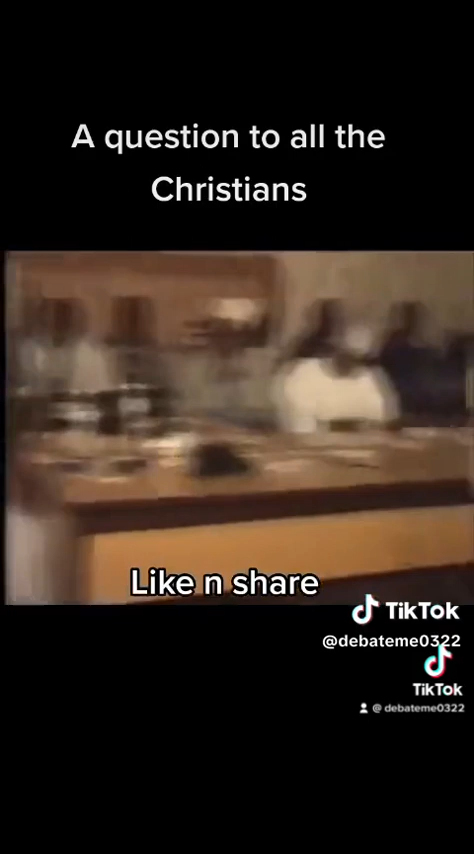 A question to all the
Christians
Like n share
TikTok
@debateme0322
TikTok
@ debateme0322